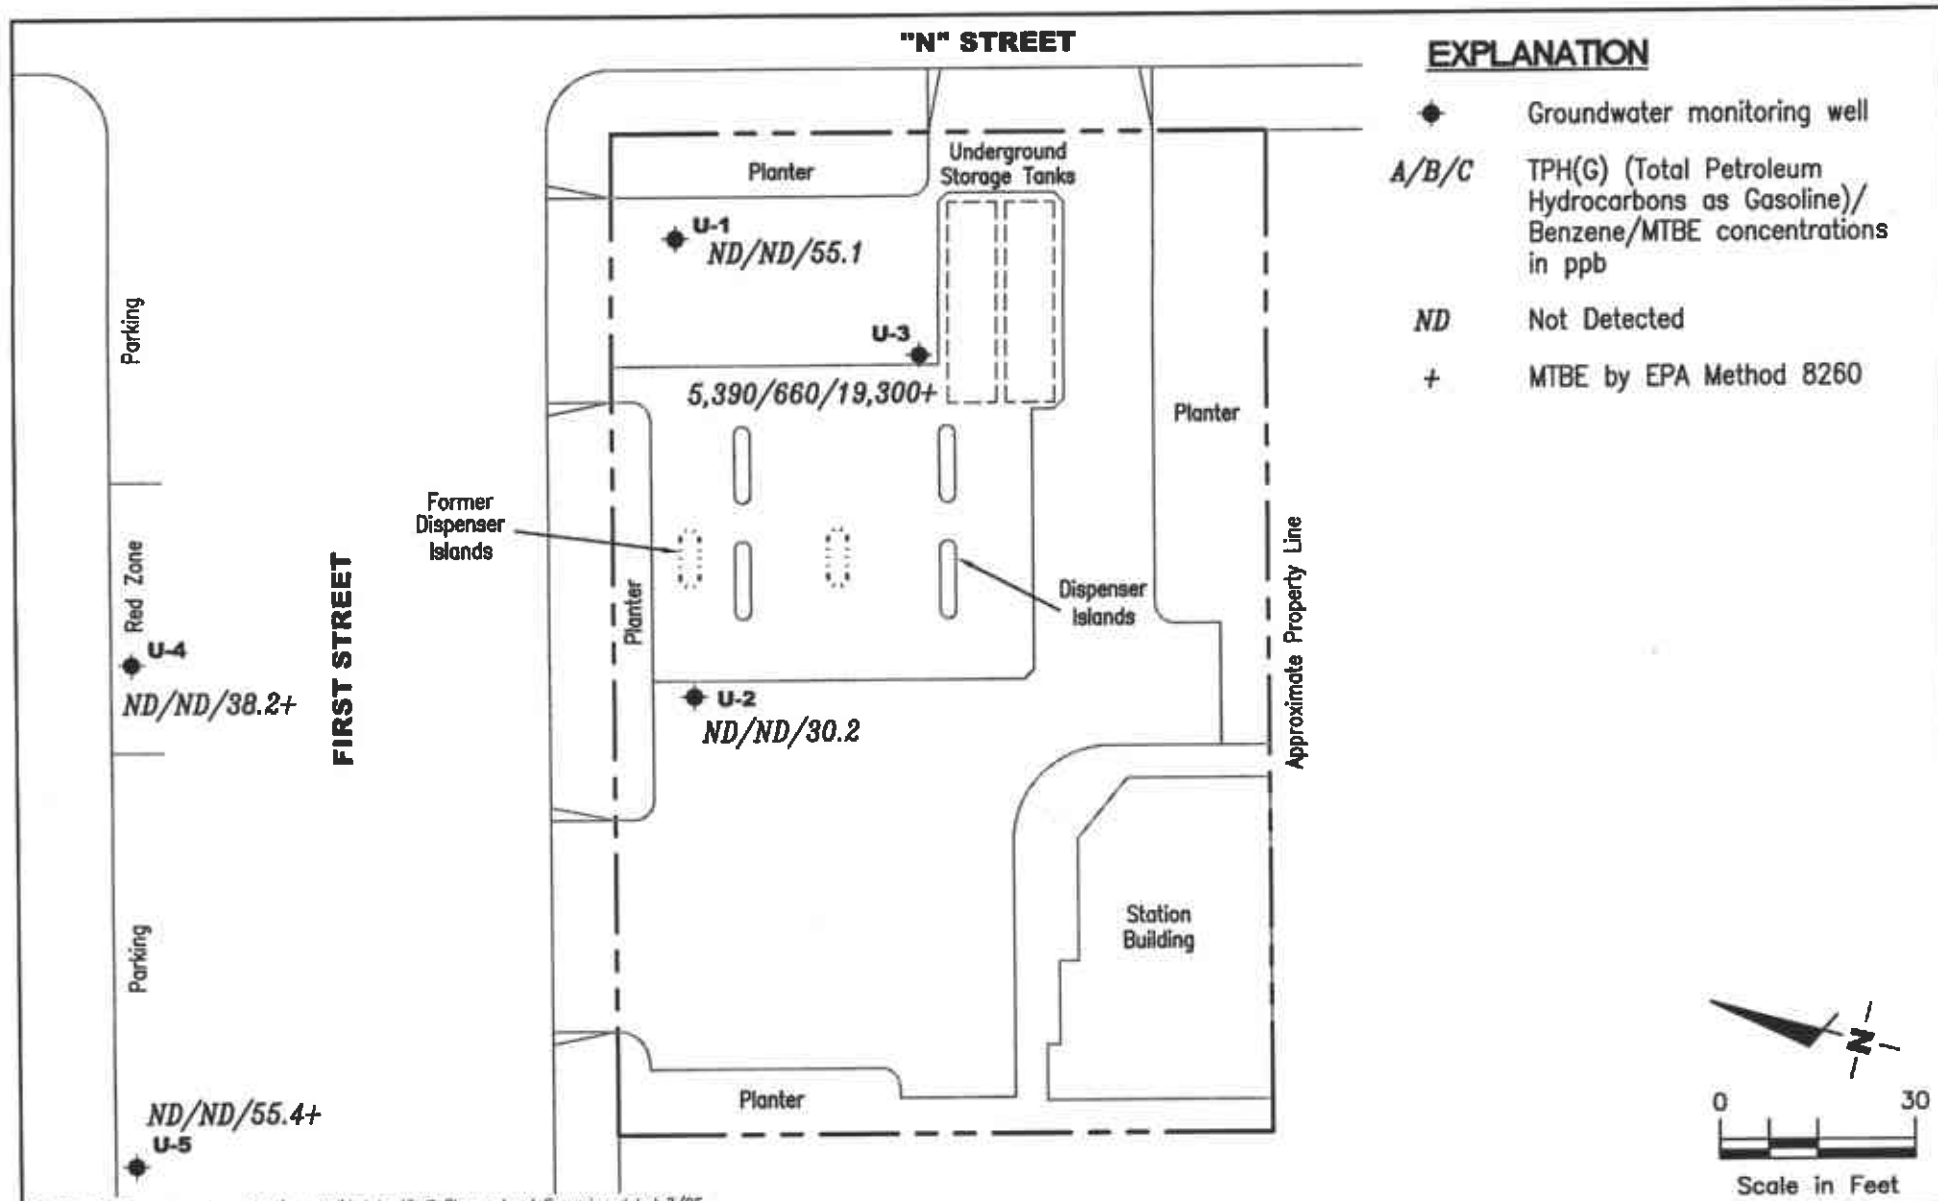 "N" STREET
EXPLANATION
Groundwater monitoring well
A/B/C TPH(G) (Total Petroleum
Hydrocarbons as Gasoline)/
Benzene/MTBE concentrations
in ppb
ND Not Detected
+ MTBE by EPA Method 8260
Planter
Underground
Storage Tanks
U-1
ND/ND/55.1
U-3
5,390/660/19,300+
Parking
Planter
Former
Dispenser
Islands
Red Zone
FIRST STREET
Planter
Dispenser
Islands
Approximate Property Line
U-4
ND/ND/38.2+
U-2
ND/ND/30.2
Parking
Station
Building
Planter
ND/ND/55.4+
U-5
N
0 30
Scale in Feet